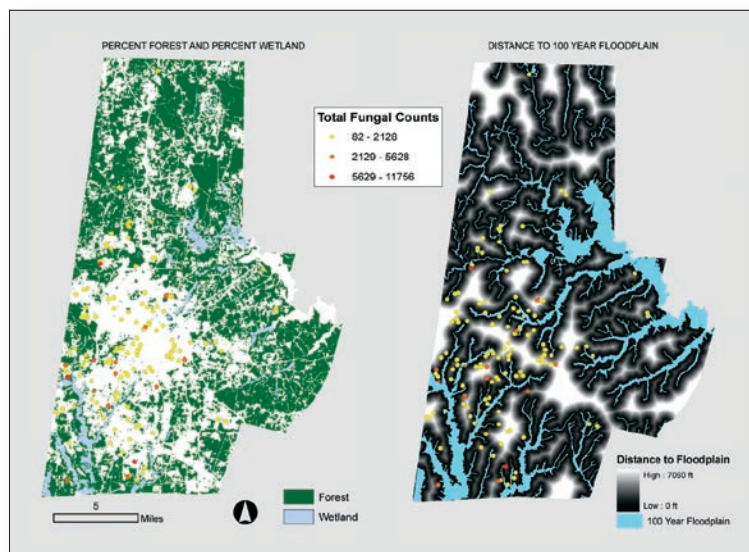 PERCENT FOREST AND PERCENT WETLAND
DISTANCE TO 100 YEAR FLOODPLAIN
Total Fungal Counts
82 - 2128
2129 - 5628
5629 - 11756
5
Miles
Forest
Wetland
Distance to Floodplain
High : 7090 ft
Low : 0 ft
100 Year Floodplain